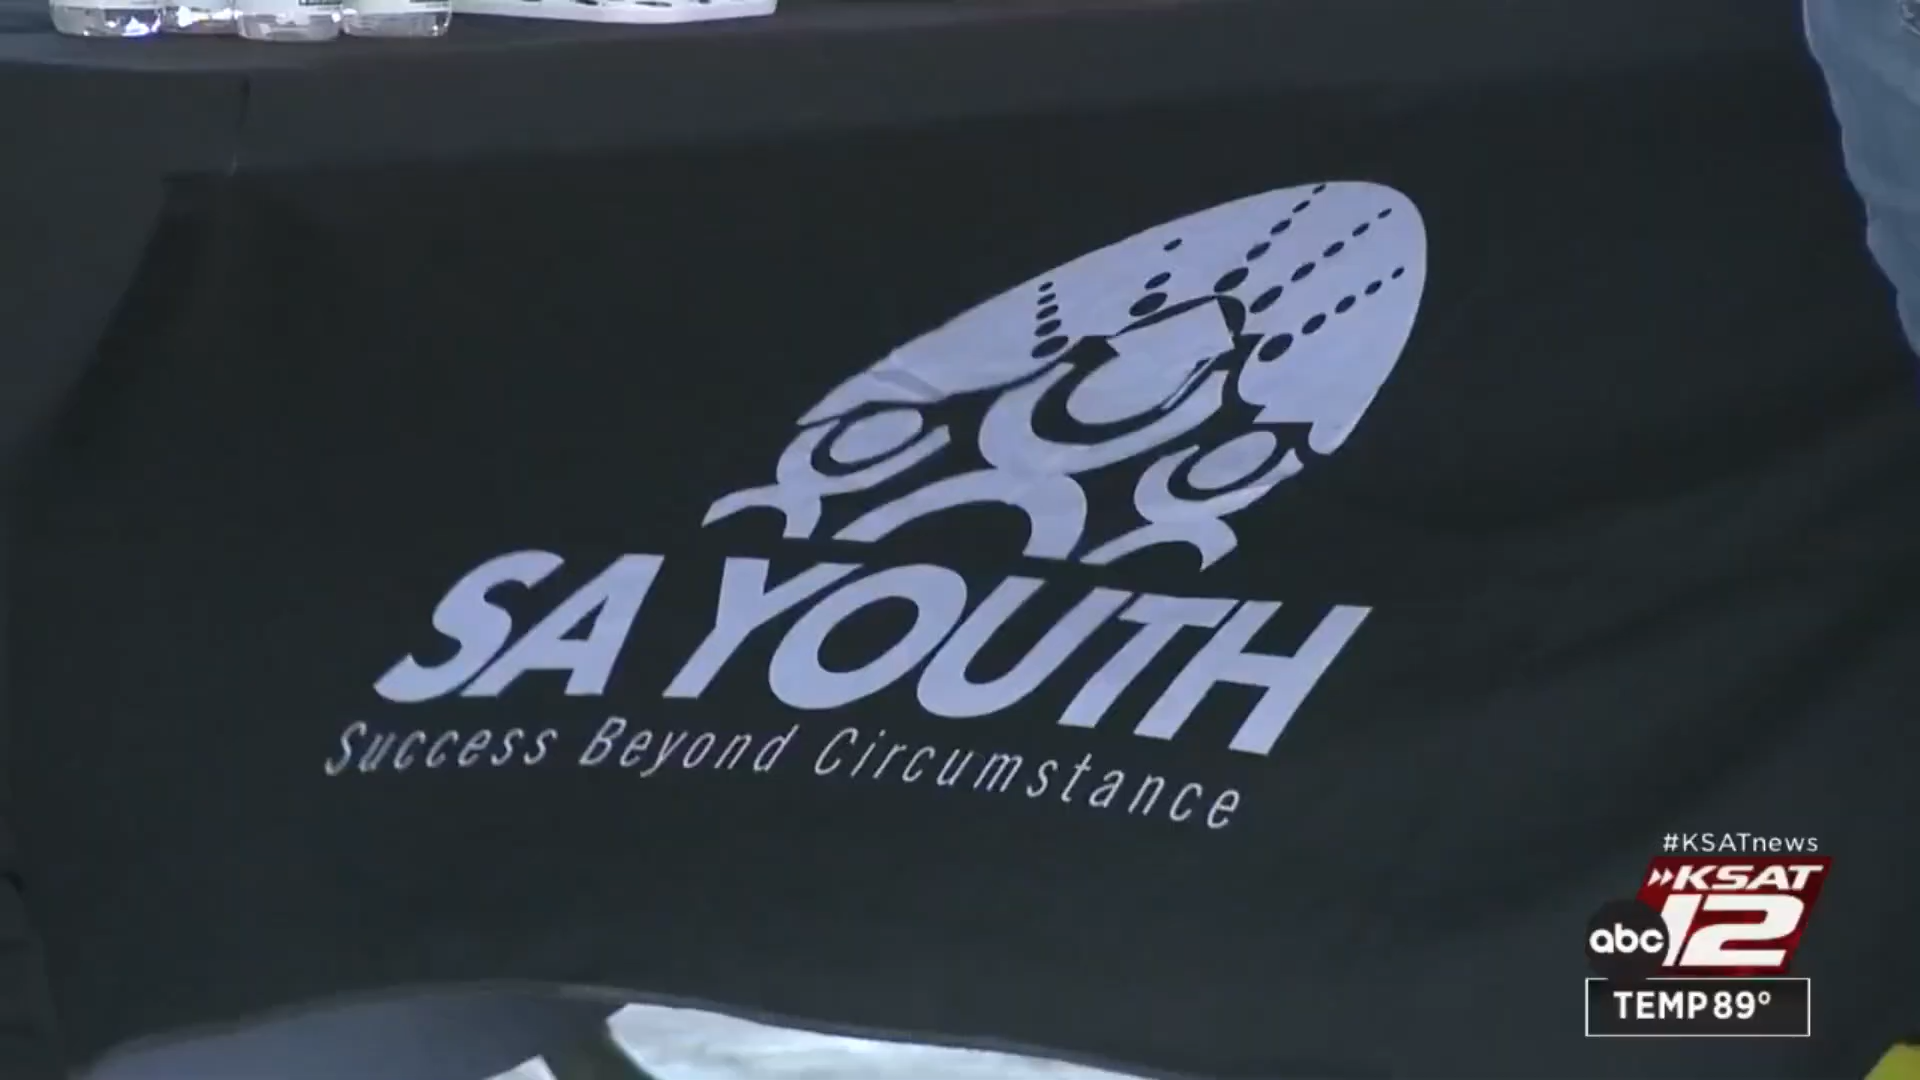 SA YOUTH
Success Beyond Circumstance
#KSATnews
KSAT
abc 12
TEMP 89°